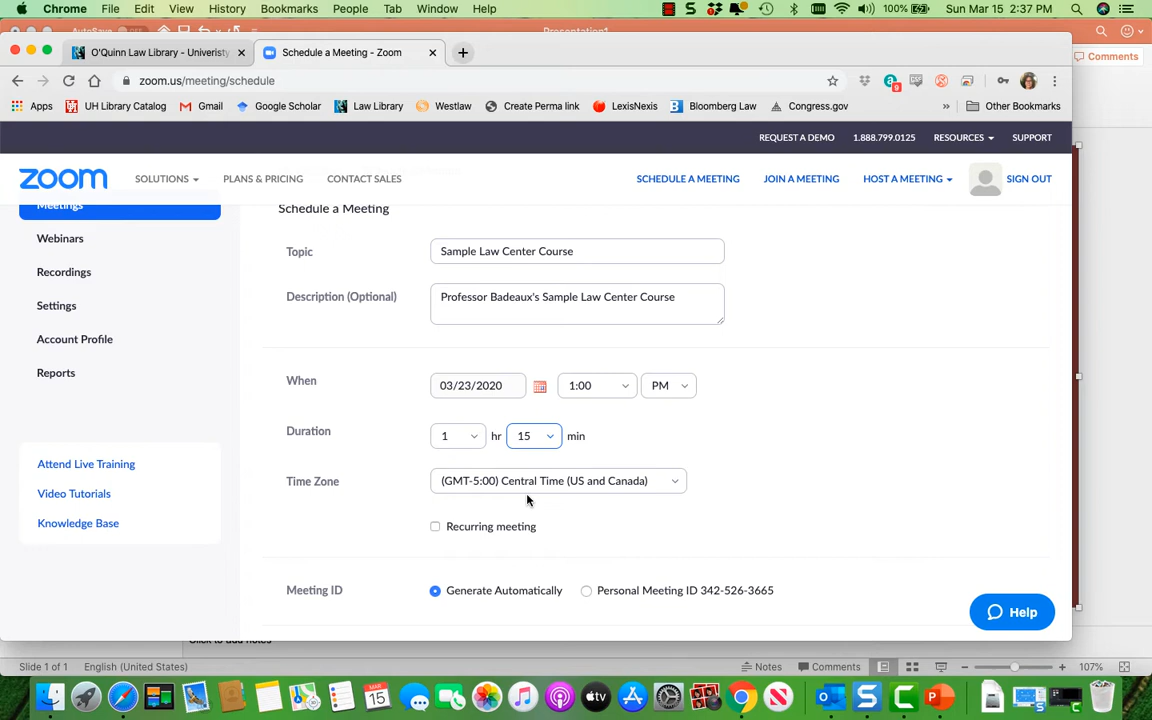 Chrome File Edit View History Bookmarks People Tab Window Help 100% Sun Mar 15 2:37 PM
Presentation1
O'Quinn Law Library - Univeristy
Schedule a Meeting - Zoom
zoom.us/meeting/schedule
Comments
Apps UH Library Catalog Gmail Google Scholar Law Library Westlaw Create Perma link LexisNexis Bloomberg Law Congress.gov » Other Bookmarks
REQUEST A DEMO 1.888.799.0125 RESOURCES SUPPORT
zoom SOLUTIONS PLANS & PRICING CONTACT SALES SCHEDULE A MEETING JOIN A MEETING HOST A MEETING SIGN OUT
Meetings
Webinars
Recordings
Settings
Account Profile
Reports
Attend Live Training
Video Tutorials
Knowledge Base
Schedule a Meeting
Topic Sample Law Center Course
Description (Optional) Professor Badeaux's Sample Law Center Course
When 03/23/2020 1:00 PM
Duration 1 hr 15 min
Time Zone (GMT-5:00) Central Time (US and Canada)
Recurring meeting
Meeting ID Generate Automatically Personal Meeting ID 342-526-3665
Help
Click to add notes
Slide 1 of 1 English (United States) Notes Comments 107%